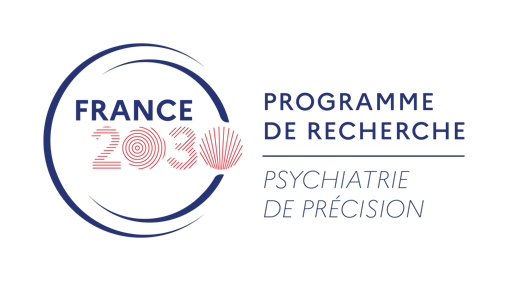 FRANCE
2030
PROGRAMME
DE RECHERCHE
PSYCHIATRIE
DE PRÉCISION